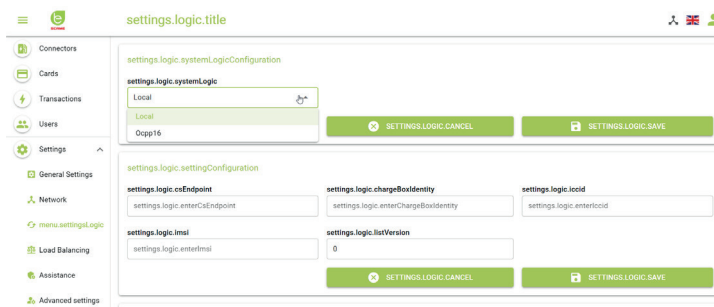 settings.logic.title
Connectors
Cards
Transactions
Users
Settings
General Settings
Network
menu.settingsLogic
Load Balancing
Assistance
Advanced settings
settings.logic.systemLogicConfiguration
settings.logic.systemLogic
Local
Local
Ocpp16
SETTINGS.LOGIC.CANCEL
SETTINGS.LOGIC.SAVE
settings.logic.settingConfiguration
settings.logic.csEndpoint
settings.logic.enterCsEndpoint
settings.logic.chargeBoxIdentity
settings.logic.enterChargeBoxIdentity
settings.logic.iccid
settings.logic.enterIccid
settings.logic.imsi
settings.logic.enterImsi
settings.logic.listVersion
0
SETTINGS.LOGIC.CANCEL
SETTINGS.LOGIC.SAVE